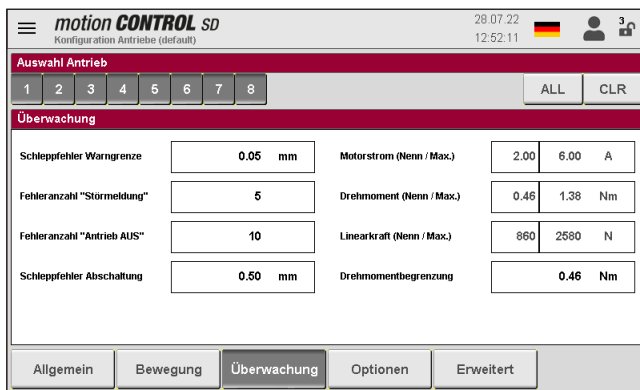 motion CONTROL SD
Konfiguration Antriebe (default)
28.07.22
12:52:11
3
Auswahl Antrieb
1 2 3 4 5 6 7 8 ALL CLR
Überwachung
Schleppfehler Warngrenze 0.05 mm Motorstrom (Nenn / Max.) 2.00 6.00 A
Fehleranzahl "Störmeldung" 5 Drehmoment (Nenn / Max.) 0.46 1.38 Nm
Fehleranzahl "Antrieb AUS" 10 Linearkraft (Nenn / Max.) 860 2580 N
Schleppfehler Abschaltung 0.50 mm Drehmomentbegrenzung 0.46 Nm
Allgemein Bewegung Überwachung Optionen Erweitert